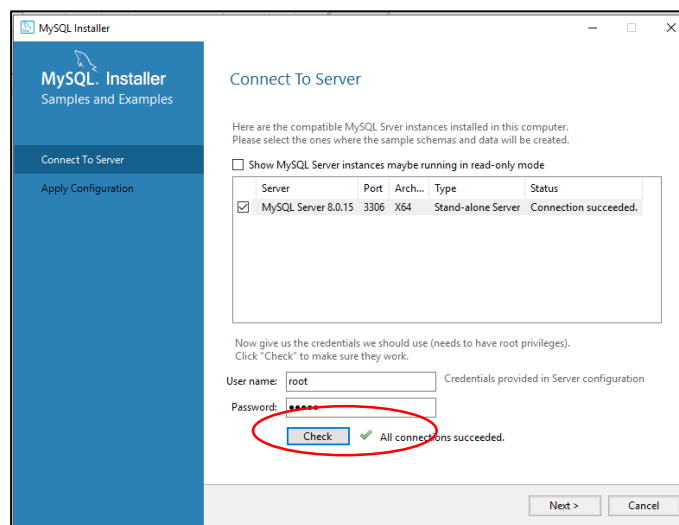 MySQL Installer
MySQL. Installer
Samples and Examples
Connect To Server
Apply Configuration
Connect To Server
Here are the compatible MySQL Srver instances installed in this computer.
Please select the ones where the sample schemas and data will be created.
Show MySQL Server instances maybe running in read-only mode
Server Port Arch... Type Status
MySQL Server 8.0.15 3306 X64 Stand-alone Server Connection succeeded.
Now give us the credentials we should use (needs to have root privileges).
Click "Check" to make sure they work.
User name: root Credentials provided in Server configuration
Password: ●●●●●
Check All connections succeeded.
Next > Cancel